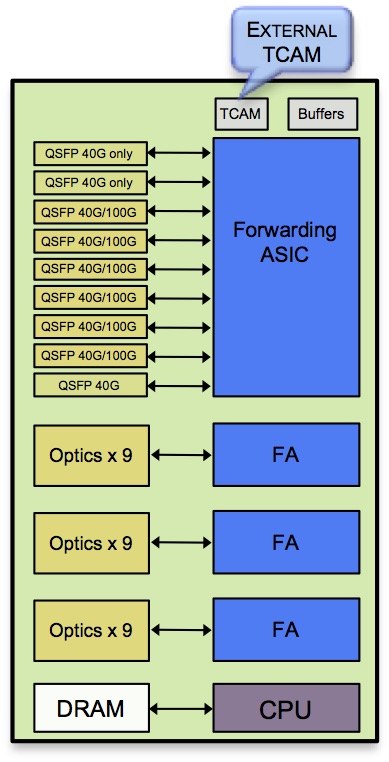 EXTERNAL
TCAM
TCAM
Buffers
QSFP 40G only
QSFP 40G only
QSFP 40G/100G
QSFP 40G/100G
QSFP 40G/100G
QSFP 40G/100G
QSFP 40G/100G
QSFP 40G/100G
QSFP 40G
Forwarding
ASIC
Optics x 9
FA
Optics x 9
FA
Optics x 9
FA
DRAM
CPU